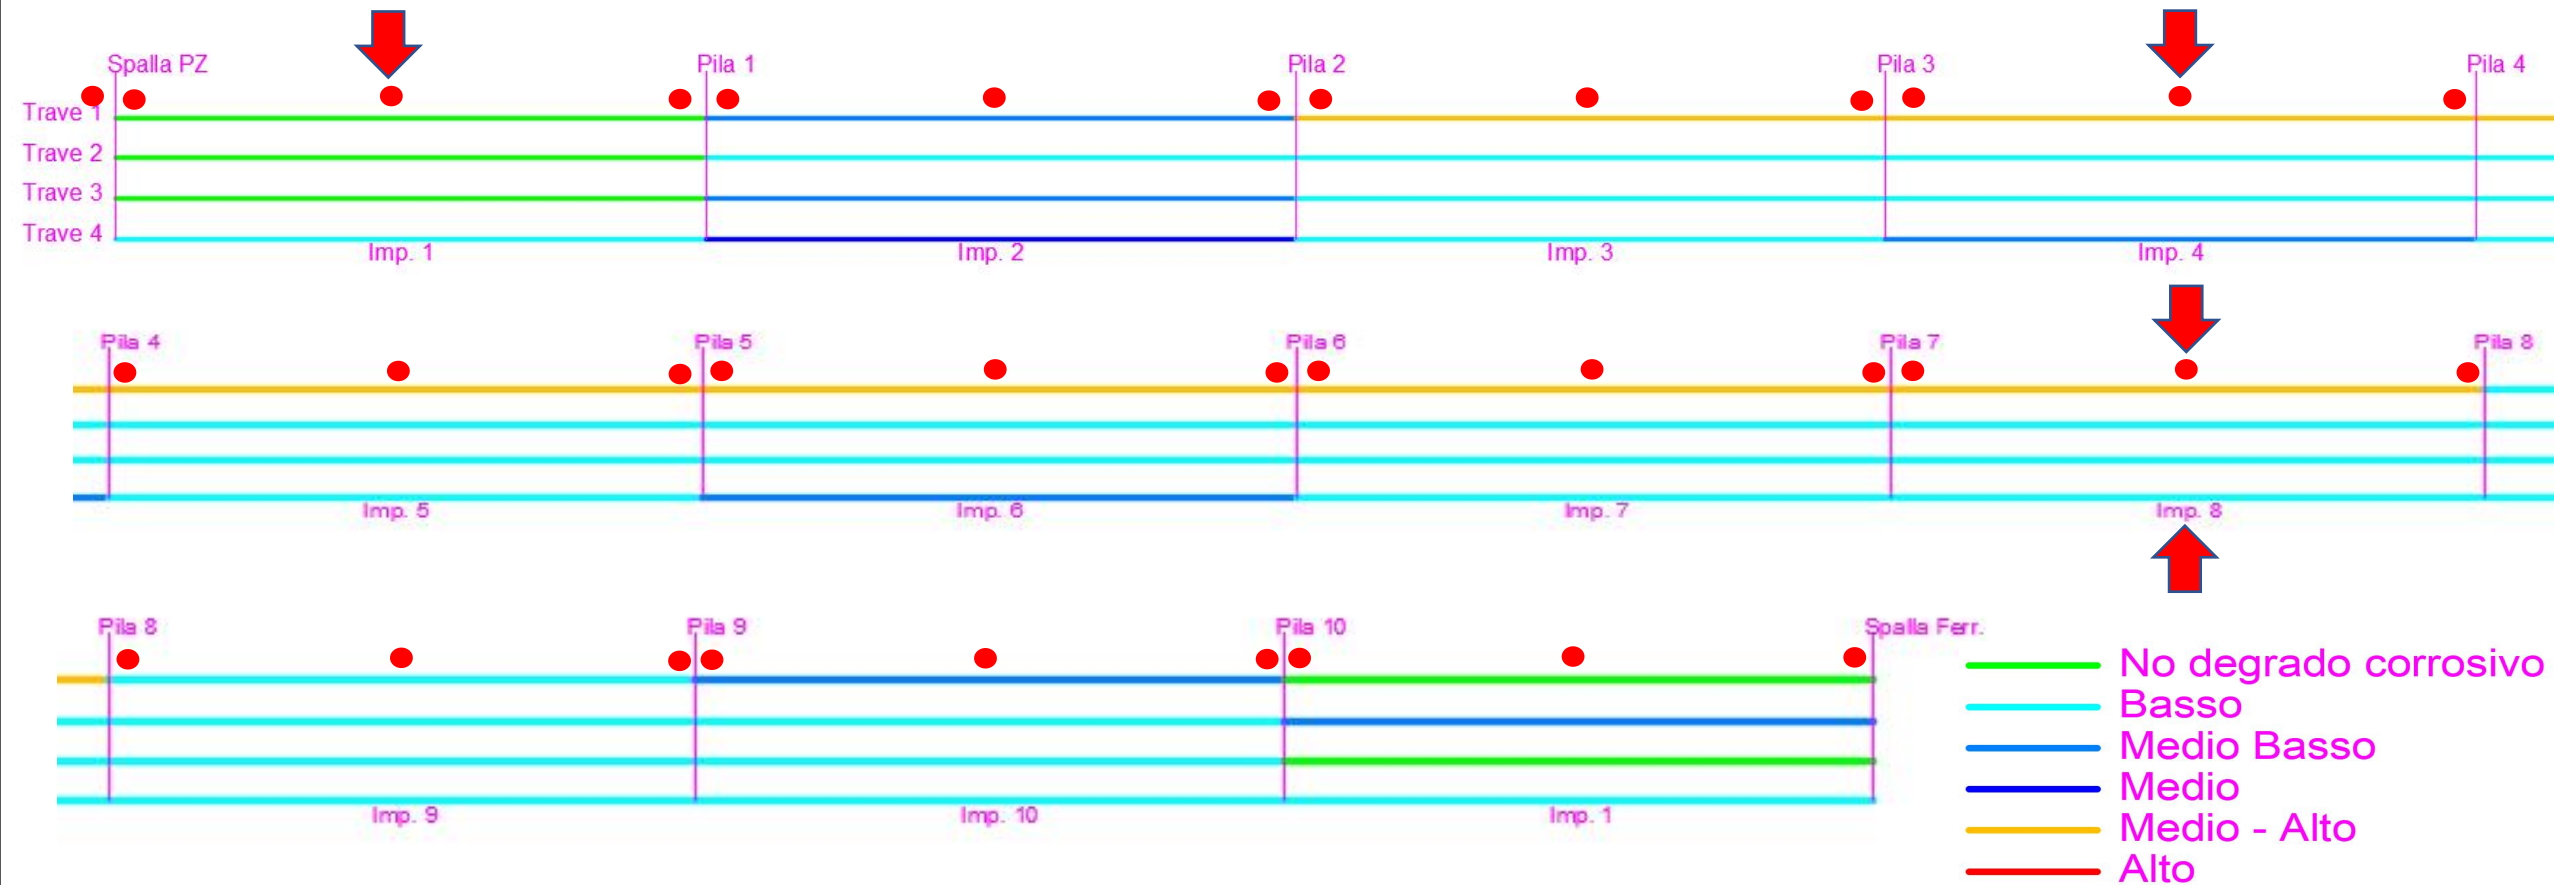 Spalla PZ Pila 1 Pila 2 Pila 3 Pila 4
Trave 1
Trave 2
Trave 3
Trave 4
Imp. 1 Imp. 2 Imp. 3 Imp. 4
Pila 4 Pila 5 Pila 6 Pila 7 Pila 8
Imp. 5 Imp. 6 Imp. 7 Imp. 8
Pila 8 Pila 9 Pila 10 Spalla Ferr.
Imp. 9 Imp. 10 Imp. 1
No degrado corrosivo
Basso
Medio Basso
Medio
Medio - Alto
Alto